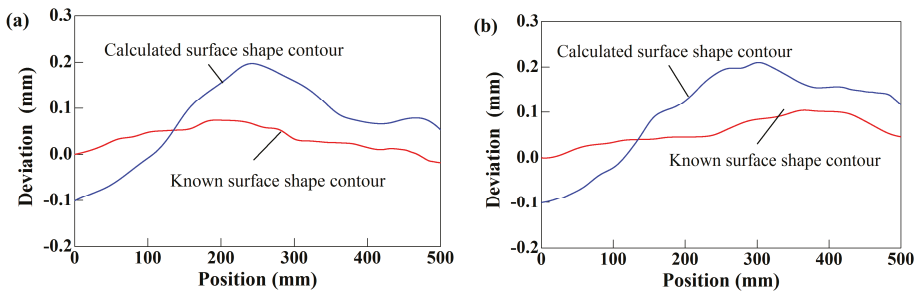 (a)
0.3
0.2
0.1
0.0
-0.1
-0.2
Deviation (mm)
Calculated surface shape contour
Known surface shape contour
0 100 200 300 400 500
Position (mm)
(b)
0.3
0.2
0.1
0.0
-0.1
-0.2
Deviation (mm)
Calculated surface shape contour
Known surface shape contour
0 100 200 300 400 500
Position (mm)